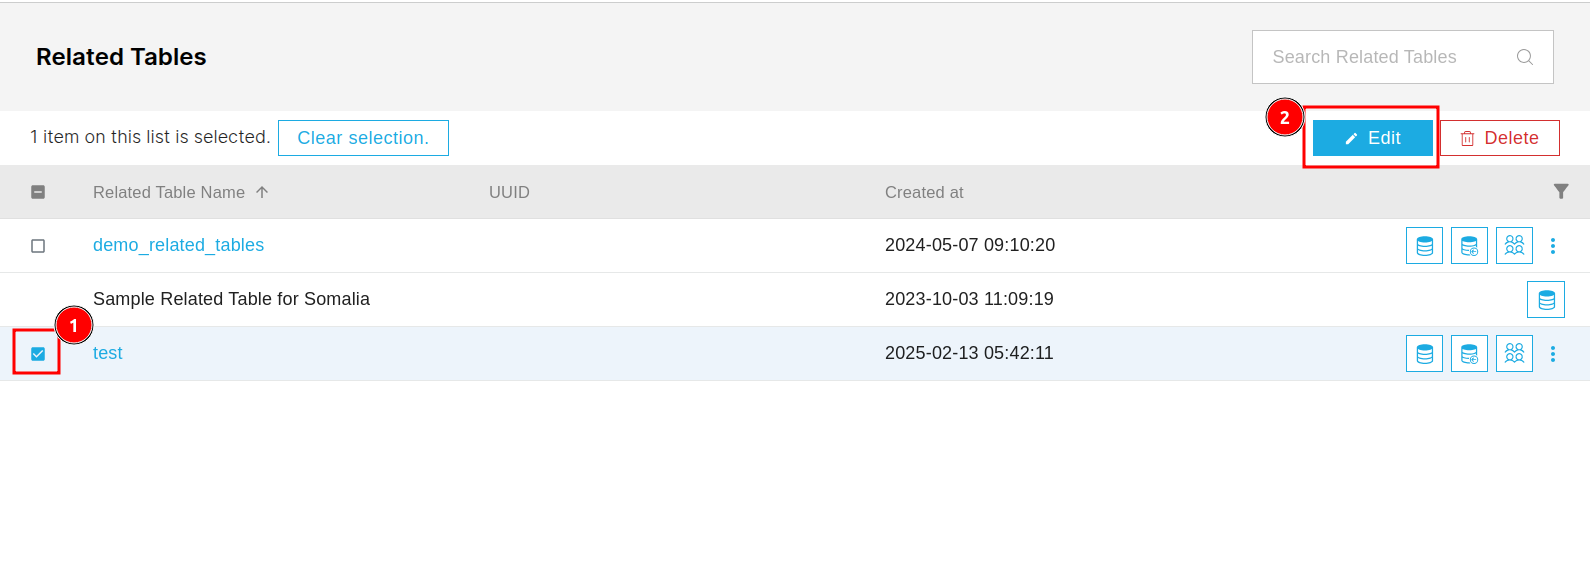 Related Tables
Search Related Tables
1 item on this list is selected. Clear selection.
2
Edit
Delete
Related Table Name UUID Created at
demo_related_tables 2024-05-07 09:10:20
Sample Related Table for Somalia 2023-10-03 11:09:19
1
test 2025-02-13 05:42:11